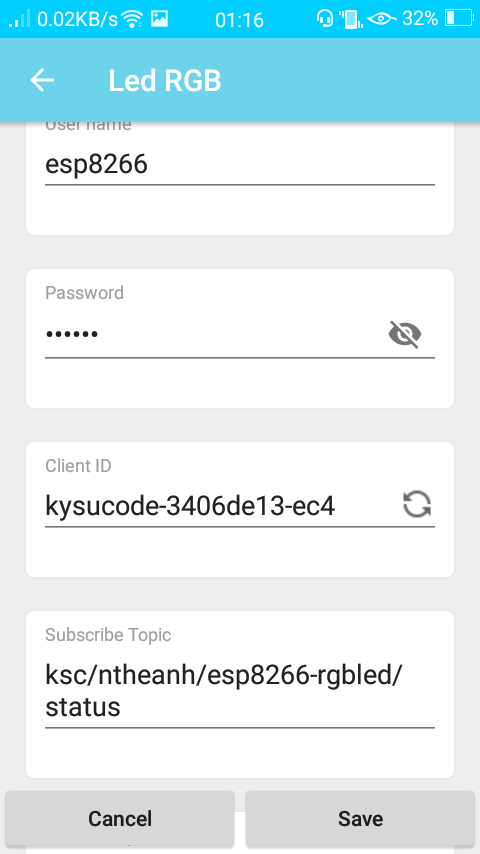 0.02KB/s 01:16 32%
Led RGB
User name
esp8266
Password
••••••
Client ID
kysucode-3406de13-ec4
Subscribe Topic
ksc/ntheanh/esp8266-rgbled/
status
Cancel Save